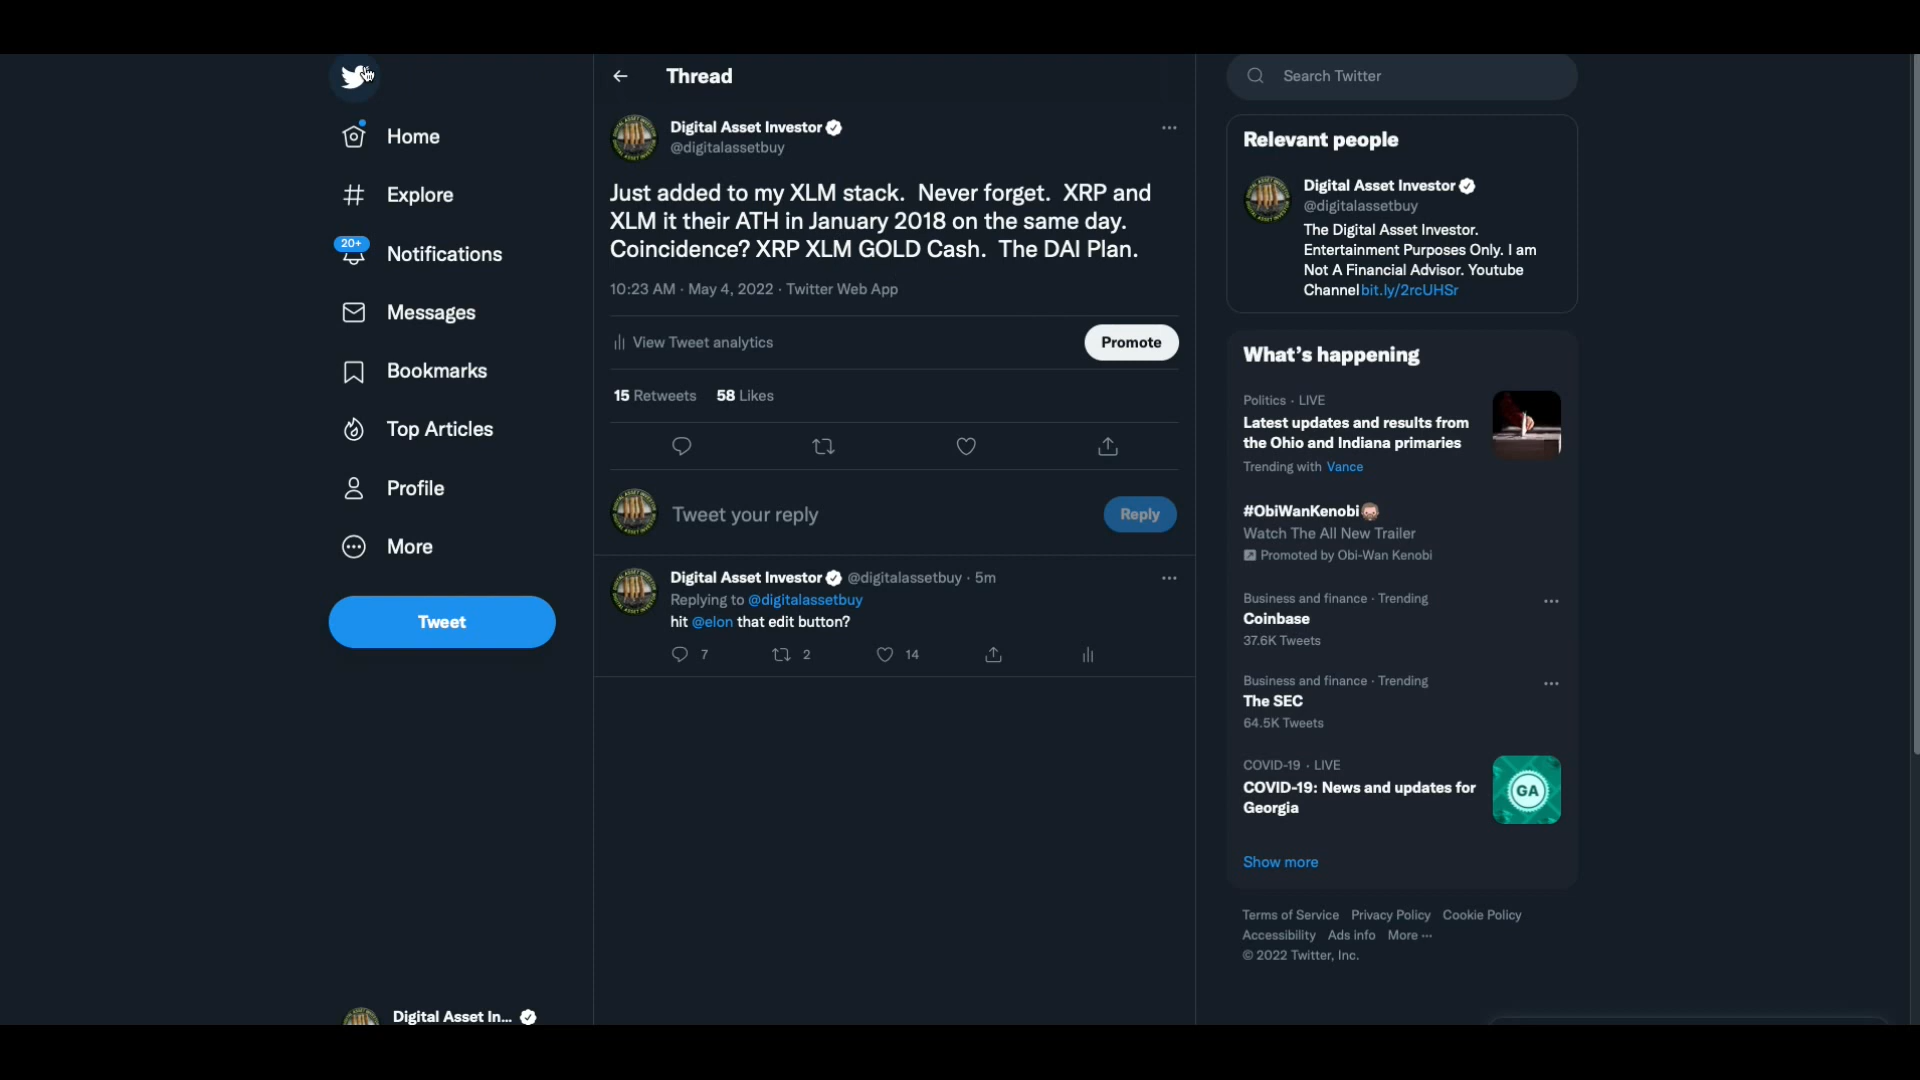 Home
Explore
20+
Notifications
Messages
Bookmarks
Top Articles
Profile
More
Tweet
Digital Asset In...
Thread
Digital Asset Investor
@digitalassetbuy
Just added to my XLM stack.  Never forget.  XRP and
XLM it their ATH in January 2018 on the same day.
Coincidence? XRP XLM GOLD Cash.  The DAI Plan.
10:23 AM · May 4, 2022 · Twitter Web App
View Tweet analytics
Promote
15 Retweets 58 Likes
Tweet your reply
Reply
Digital Asset Investor @digitalassetbuy · 5m
Replying to @digitalassetbuy
hit @elon that edit button?
7 2 14
Search Twitter
Relevant people
Digital Asset Investor
@digitalassetbuy
The Digital Asset Investor.
Entertainment Purposes Only. I am
Not A Financial Advisor. Youtube
Channel bit.ly/2rcUHSr
What's happening
Politics · LIVE
Latest updates and results from
the Ohio and Indiana primaries
Trending with Vance
#ObiWanKenobi
Watch The All New Trailer
Promoted by Obi-Wan Kenobi
Business and finance · Trending
Coinbase
37.6K Tweets
Business and finance · Trending
The SEC
64.5K Tweets
COVID-19 · LIVE
COVID-19: News and updates for
Georgia
GA
Show more
Terms of Service Privacy Policy Cookie Policy
Accessibility Ads info More ···
© 2022 Twitter, Inc.